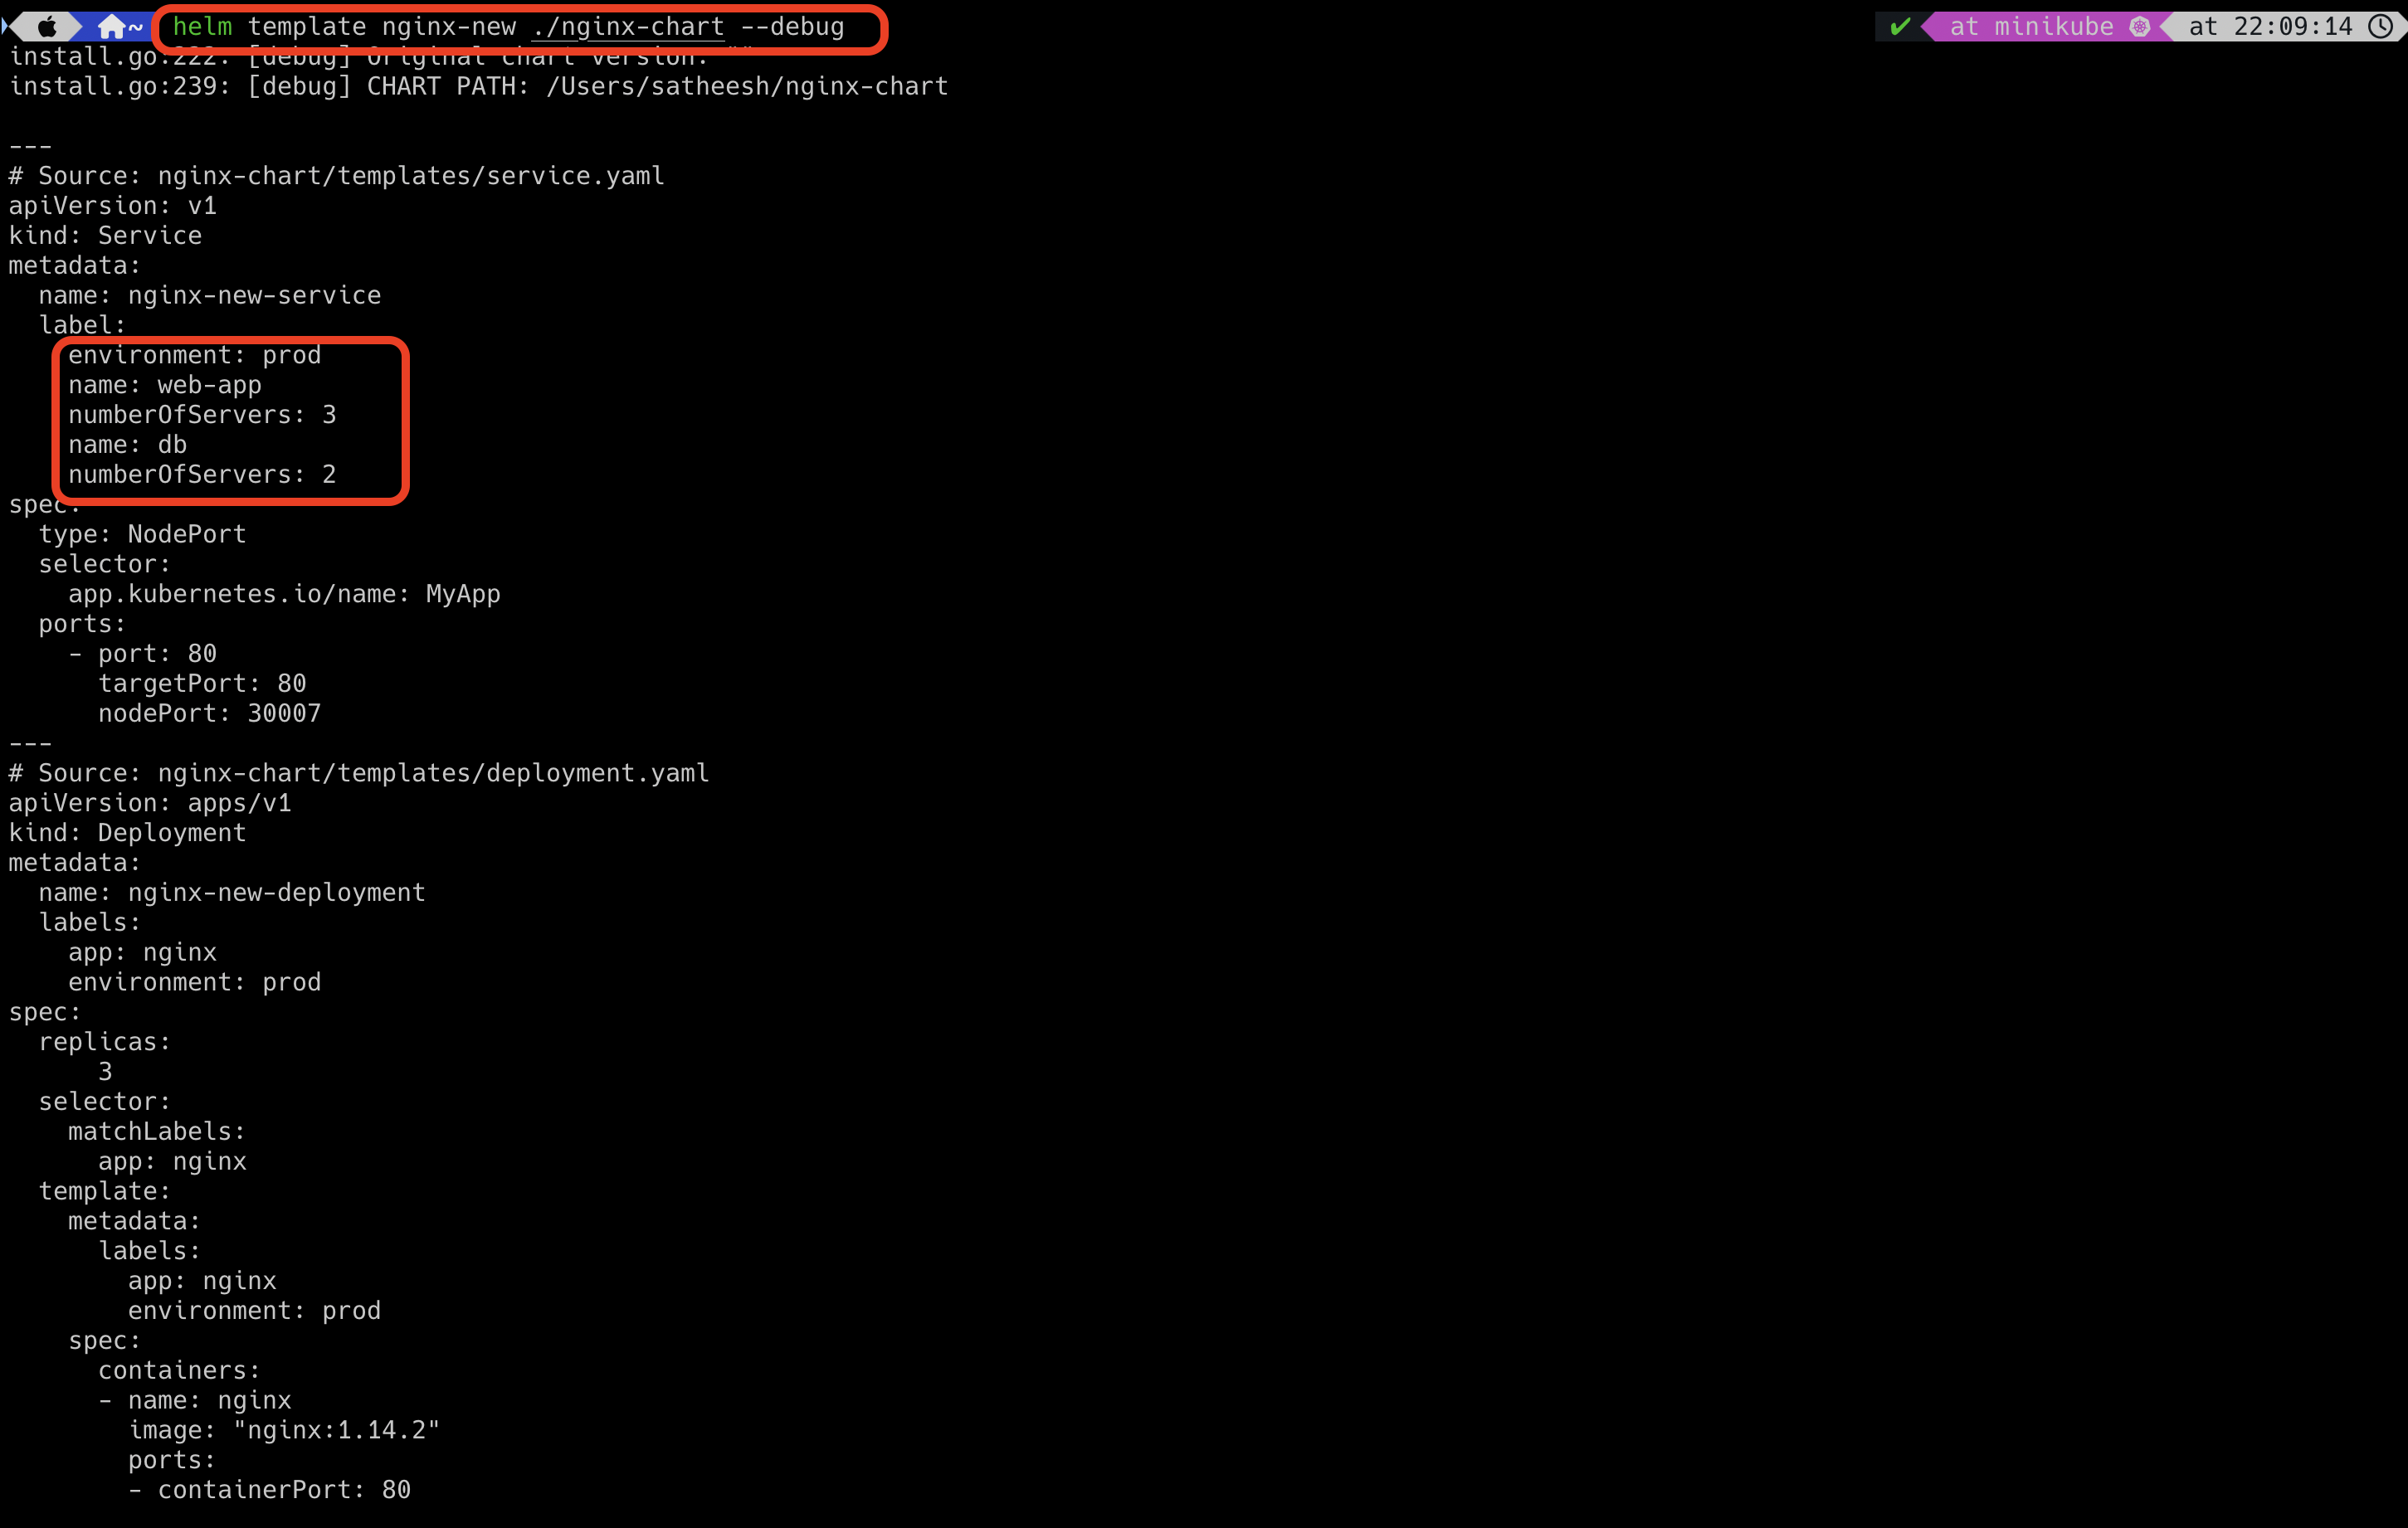 ~ helm template nginx-new ./nginx-chart --debug ✔ at minikube at 22:09:14
install.go:222: [debug] Original chart version: ""
install.go:239: [debug] CHART PATH: /Users/satheesh/nginx-chart
---
# Source: nginx-chart/templates/service.yaml
apiVersion: v1
kind: Service
metadata:
  name: nginx-new-service
  label:
    environment: prod
    name: web-app
    numberOfServers: 3
    name: db
    numberOfServers: 2
spec:
  type: NodePort
  selector:
    app.kubernetes.io/name: MyApp
  ports:
    - port: 80
      targetPort: 80
      nodePort: 30007
---
# Source: nginx-chart/templates/deployment.yaml
apiVersion: apps/v1
kind: Deployment
metadata:
  name: nginx-new-deployment
  labels:
    app: nginx
    environment: prod
spec:
  replicas:
      3
  selector:
    matchLabels:
      app: nginx
  template:
    metadata:
      labels:
        app: nginx
        environment: prod
    spec:
      containers:
      - name: nginx
        image: "nginx:1.14.2"
        ports:
        - containerPort: 80